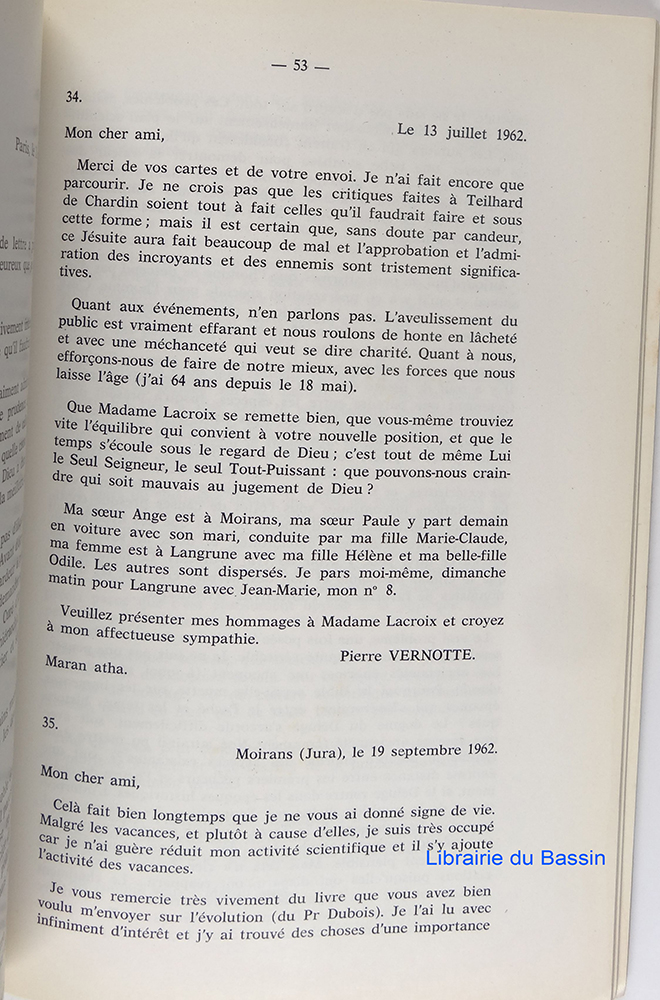 — 53 —
34.
Le 13 juillet 1962.
Mon cher ami,
Merci de vos cartes et de votre envoi. Je n'ai fait encore que
parcourir. Je ne crois pas que les critiques faites à Teilhard
de Chardin soient tout à fait celles qu'il faudrait faire et sous
cette forme ; mais il est certain que, sans doute par candeur,
ce Jésuite aura fait beaucoup de mal et l'approbation et l'admi-
ration des incroyants et des ennemis sont tristement significa-
tives.
Quant aux événements, n'en parlons pas. L'aveulissement du
public est vraiment effarant et nous roulons de honte en lâcheté
et avec une méchanceté qui veut se dire charité. Quant à nous,
efforçons-nous de faire de notre mieux, avec les forces que nous
laisse l'âge (j'ai 64 ans depuis le 18 mai).
Que Madame Lacroix se remette bien, que vous-même trouviez
vite l'équilibre qui convient à votre nouvelle position, et que le
temps s'écoule sous le regard de Dieu ; c'est tout de même Lui
le Seul Seigneur, le seul Tout-Puissant : que pouvons-nous crain-
dre qui soit mauvais au jugement de Dieu ?
Ma sœur Ange est à Moirans, ma sœur Paule y part demain
en voiture avec son mari, conduite par ma fille Marie-Claude,
ma femme est à Langrune avec ma fille Hélène et ma belle-fille
Odile. Les autres sont dispersés. Je pars moi-même, dimanche
matin pour Langrune avec Jean-Marie, mon n° 8.
Veuillez présenter mes hommages à Madame Lacroix et croyez
à mon affectueuse sympathie.
Pierre VERNOTTE.
Maran atha.
35.
Moirans (Jura), le 19 septembre 1962.
Mon cher ami,
Celà fait bien longtemps que je ne vous ai donné signe de vie.
Malgré les vacances, et plutôt à cause d'elles, je suis très occupé
car je n'ai guère réduit mon activité scientifique et il s'y ajoute
l'activité des vacances.
Librairie du Bassin
Je vous remercie très vivement du livre que vous avez bien
voulu m'envoyer sur l'évolution (du Pr Dubois). Je l'ai lu avec
infiniment d'intérêt et j'y ai trouvé des choses d'une importance